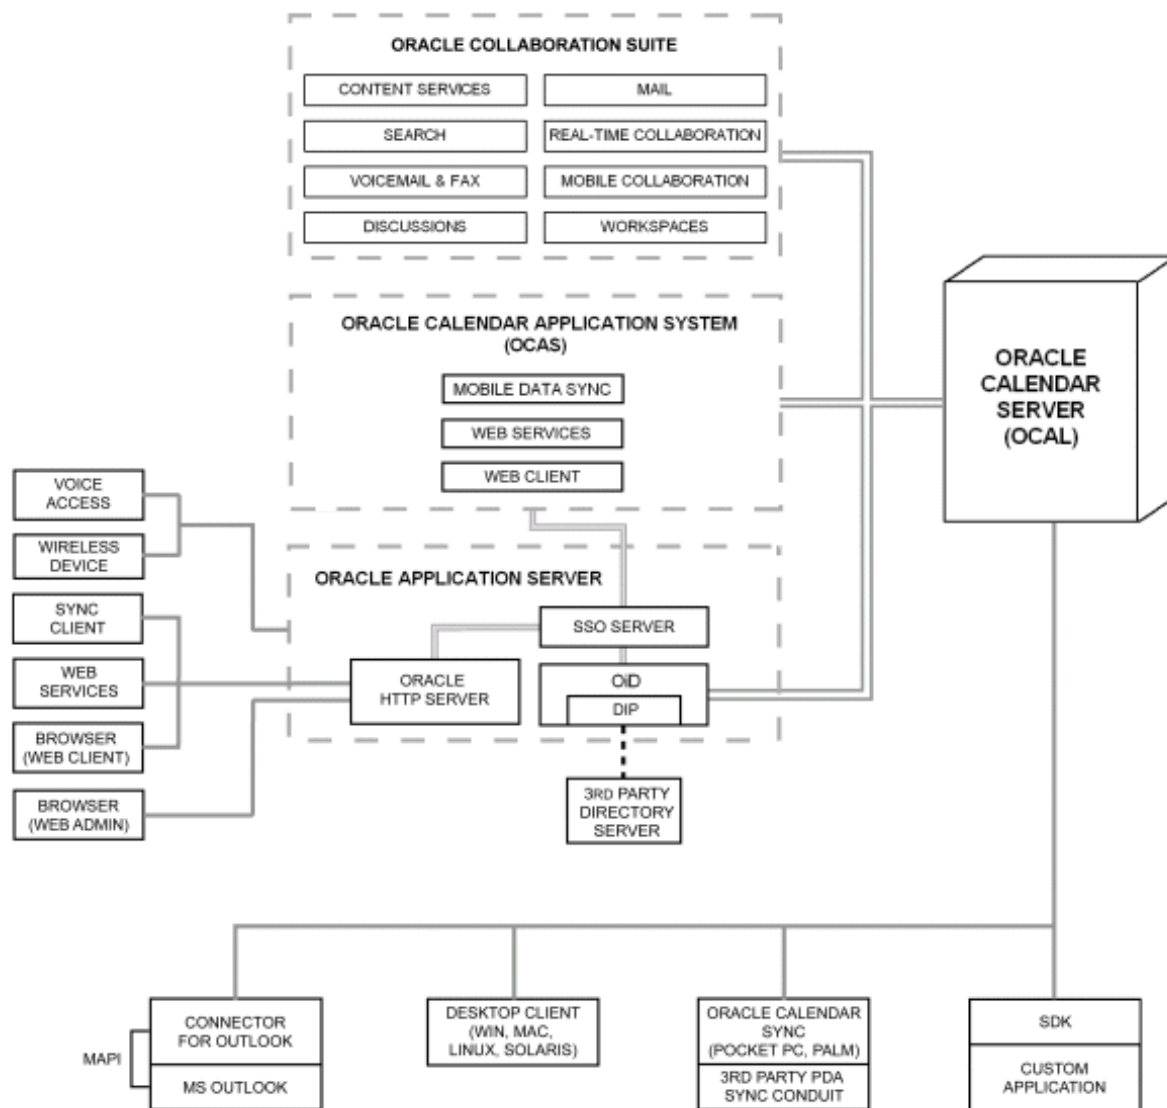 ORACLE COLLABORATION SUITE
CONTENT SERVICES
MAIL
SEARCH
REAL-TIME COLLABORATION
VOICEMAIL & FAX
MOBILE COLLABORATION
DISCUSSIONS
WORKSPACES
ORACLE CALENDAR APPLICATION SYSTEM
(OCAS)
MOBILE DATA SYNC
WEB SERVICES
WEB CLIENT
ORACLE
CALENDAR
SERVER
(OCAL)
VOICE
ACCESS
WIRELESS
DEVICE
SYNC
CLIENT
WEB
SERVICES
BROWSER
(WEB CLIENT)
BROWSER
(WEB ADMIN)
ORACLE APPLICATION SERVER
SSO SERVER
ORACLE
HTTP SERVER
OiD
DIP
3RD PARTY
DIRECTORY
SERVER
MAPI
CONNECTOR
FOR OUTLOOK
MS OUTLOOK
DESKTOP CLIENT
(WIN, MAC,
LINUX, SOLARIS)
ORACLE CALENDAR
SYNC
(POCKET PC, PALM)
3RD PARTY PDA
SYNC CONDUIT
SDK
CUSTOM
APPLICATION